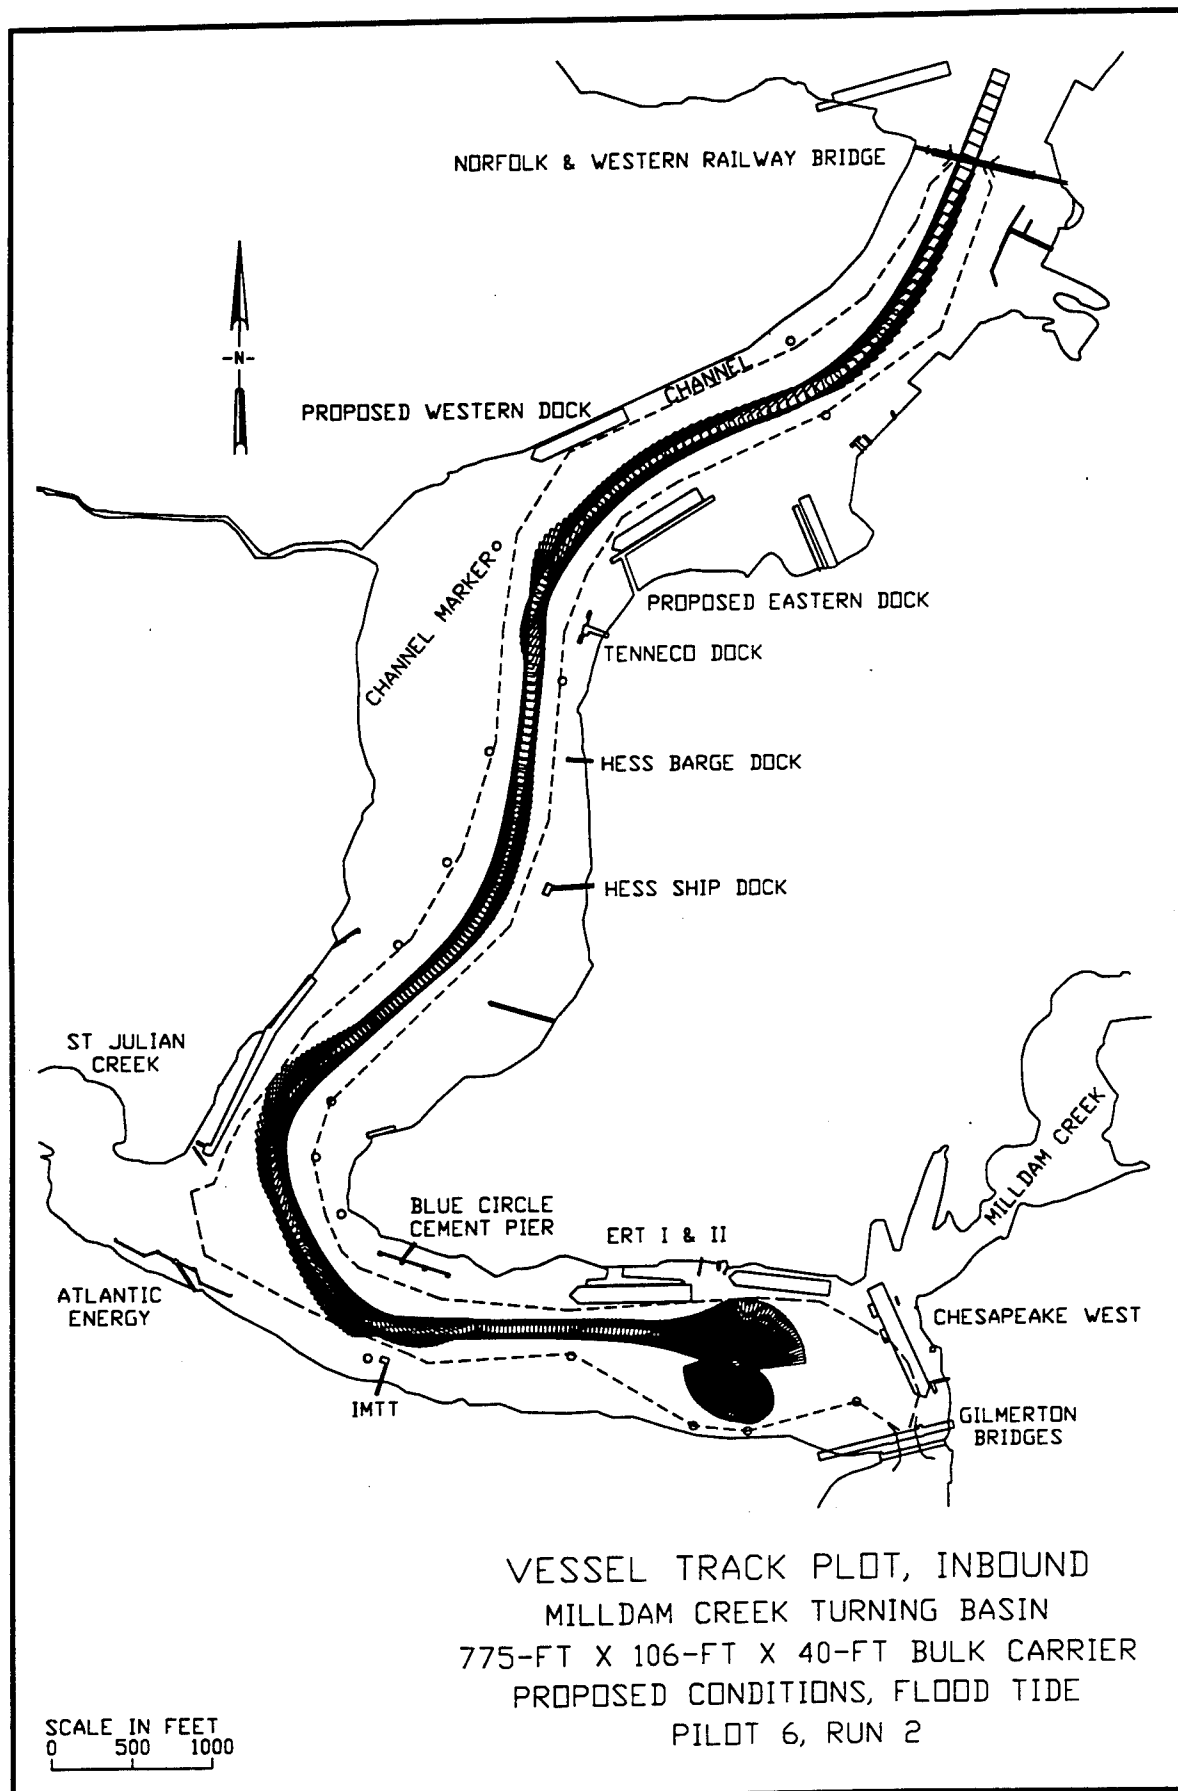 NORFOLK & WESTERN RAILWAY BRIDGE
-N-
CHANNEL
PROPOSED WESTERN DOCK
CHANNEL MARKER
PROPOSED EASTERN DOCK
TENNECO DOCK
HESS BARGE DOCK
HESS SHIP DOCK
ST JULIAN
CREEK
MILLDAM CREEK
BLUE CIRCLE
CEMENT PIER
ERT I & II
ATLANTIC
ENERGY
CHESAPEAKE WEST
IMTT
GILMERTON
BRIDGES
VESSEL TRACK PLOT, INBOUND
MILLDAM CREEK TURNING BASIN
775-FT X 106-FT X 40-FT BULK CARRIER
PROPOSED CONDITIONS, FLOOD TIDE
PILOT 6, RUN 2
SCALE IN FEET
0 500 1000